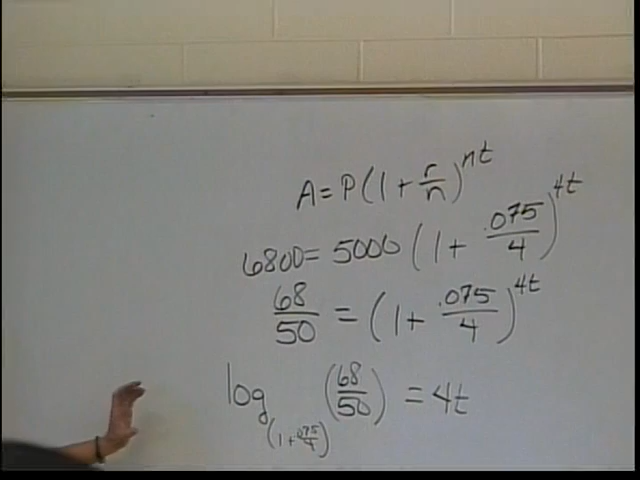 A = P(1 + r/n)^nt
6800 = 5000 (1 + .075/4)^4t
68/50 = (1 + .075/4)^4t
log_(1+.075/4) (68/50) = 4t